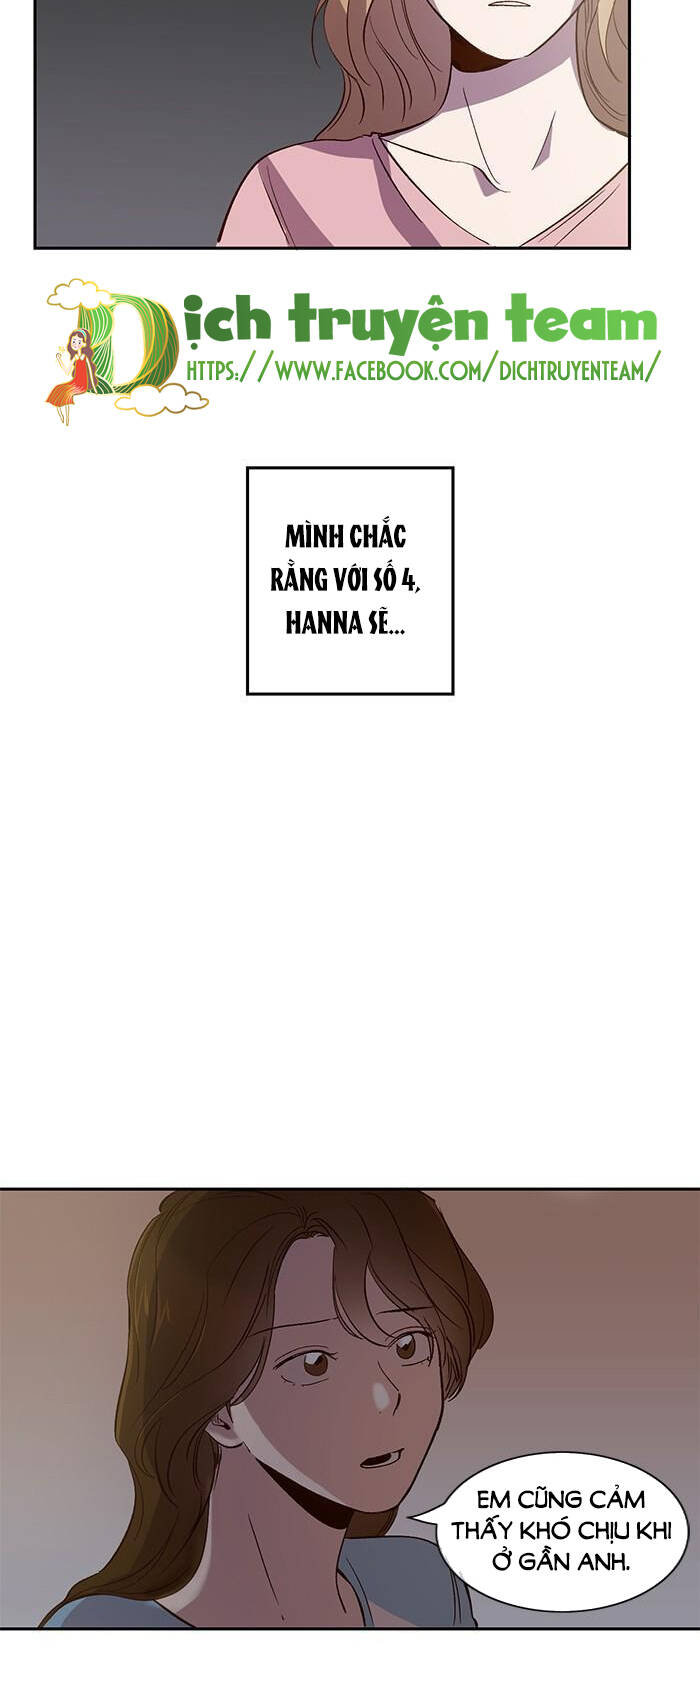 Dịch truyện team
HTTPS://WWW.FACEBOOK.COM/DICHTRUYENTEAM/
MÌNH CHẮC
RẰNG VỚI SỐ 4,
HANNA SẼ...
EM CŨNG CẢM
THẤY KHÓ CHỊU KHI
Ở GẦN ANH.